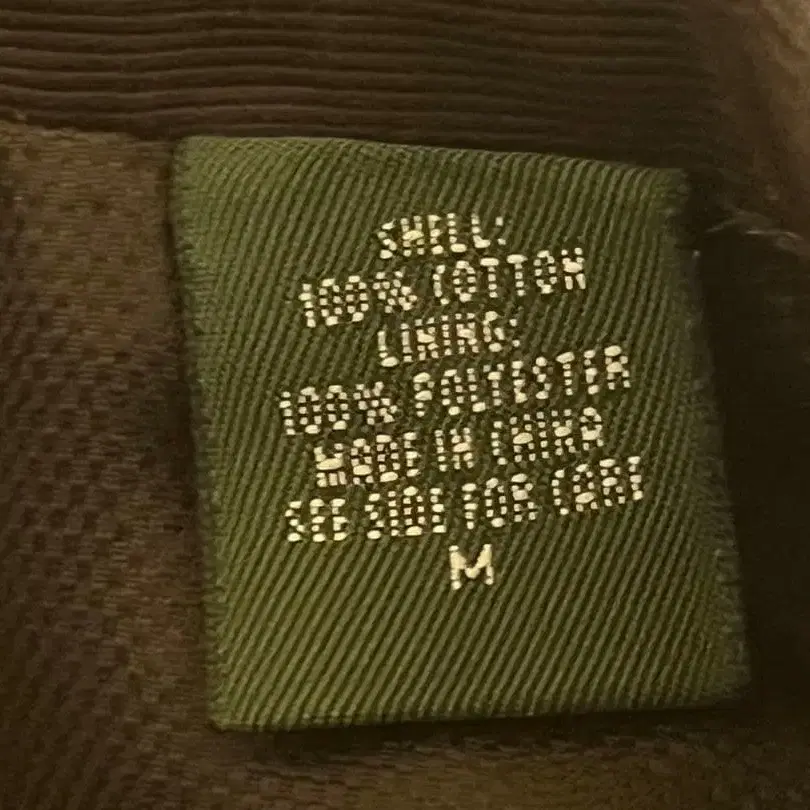 SHELL:
100% COTTON
LINING:
100% POLYESTER
MADE IN CHINA
SEE SIDE FOR CARE
M